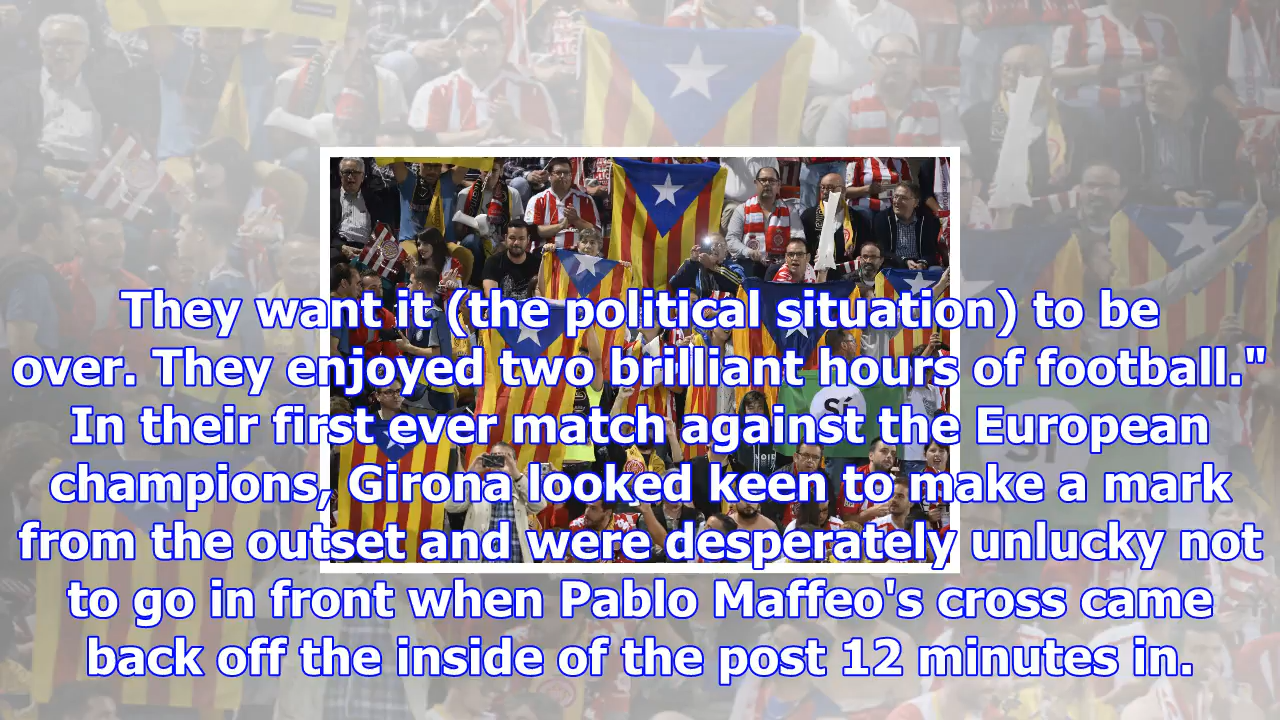 They want it (the political situation) to be
over. They enjoyed two brilliant hours of football."
In their first ever match against the European
champions, Girona looked keen to make a mark
from the outset and were desperately unlucky not
to go in front when Pablo Maffeo's cross came
back off the inside of the post 12 minutes in.
Sí